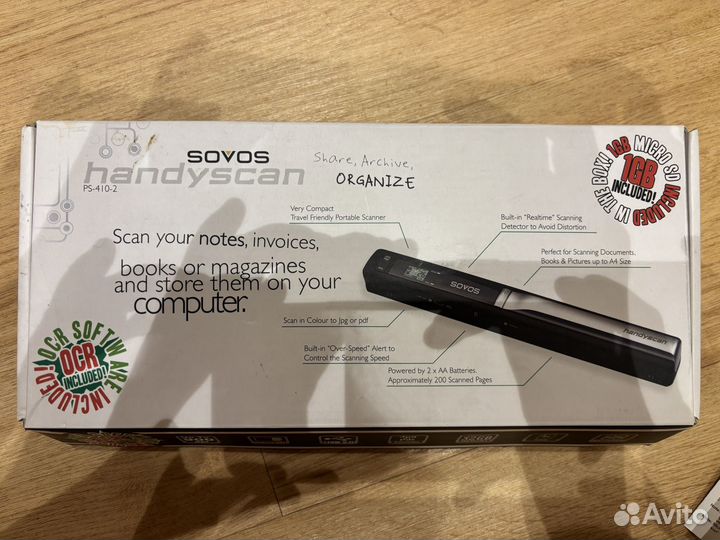 SOVOS
handyscan
PS-410-2
Share, Archive,
ORGANIZE
1GB MICRO SD INCLUDED IN THE BOX!
1GB
INCLUDED!
Very Compact
Travel Friendly Portable Scanner
Built-in "Realtime" Scanning
Detector to Avoid Distortion
Scan your notes, invoices,
books or magazines
and store them on your
computer.
Perfect for Scanning Documents,
Books & Pictures up to A4 Size
SOVOS
handyscan
Scan in Colour to Jpg or pdf
Built-in "Over-Speed" Alert to
Control the Scanning Speed
Powered by 2 x AA Batteries.
Approximately 200 Scanned Pages
OCR SOFTWARE INCLUDED!
OCR
INCLUDED!
Avito